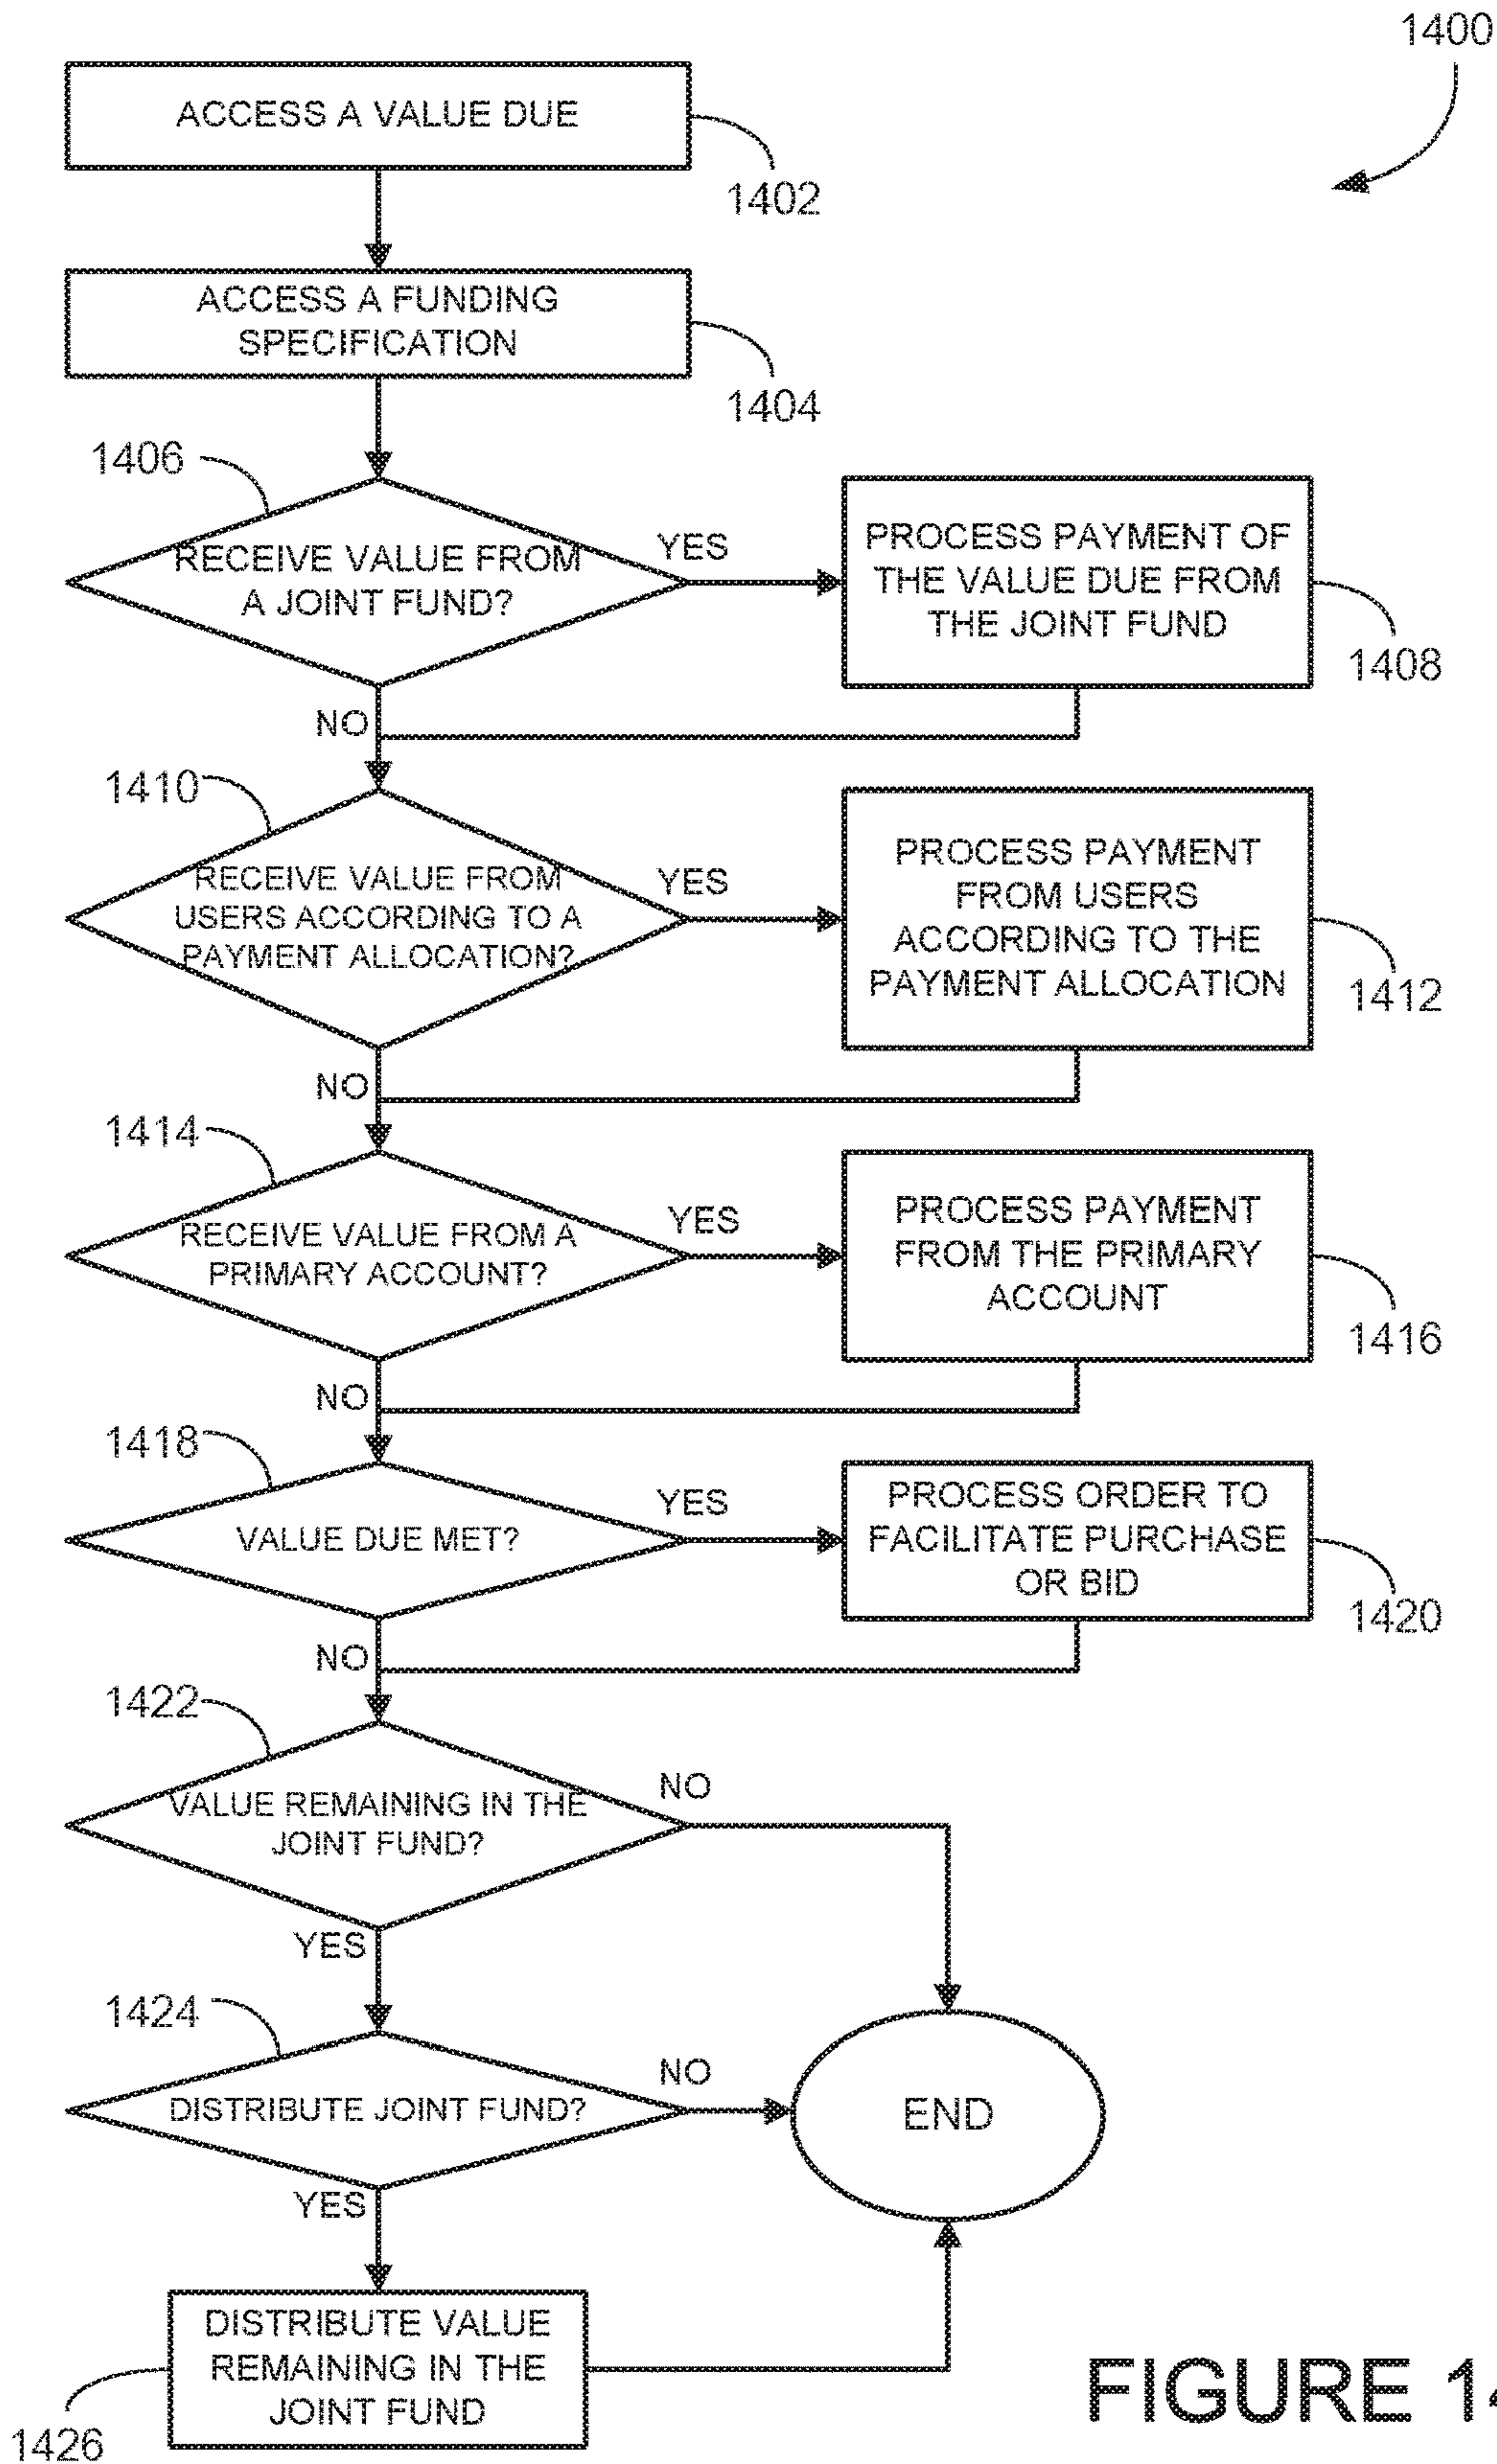 1400
ACCESS A VALUE DUE
1402
ACCESS A FUNDING
SPECIFICATION
1404
1406
RECEIVE VALUE FROM
A JOINT FUND?
YES
NO
PROCESS PAYMENT OF
THE VALUE DUE FROM
THE JOINT FUND
1408
1410
RECEIVE VALUE FROM
USERS ACCORDING TO A
PAYMENT ALLOCATION?
YES
NO
PROCESS PAYMENT
FROM USERS
ACCORDING TO THE
PAYMENT ALLOCATION
1412
1414
RECEIVE VALUE FROM A
PRIMARY ACCOUNT?
YES
NO
PROCESS PAYMENT
FROM THE PRIMARY
ACCOUNT
1416
1418
VALUE DUE MET?
YES
NO
PROCESS ORDER TO
FACILITATE PURCHASE
OR BID
1420
1422
VALUE REMAINING IN THE
JOINT FUND?
NO
YES
1424
DISTRIBUTE JOINT FUND?
NO
YES
END
DISTRIBUTE VALUE
REMAINING IN THE
JOINT FUND
1426
FIGURE 14